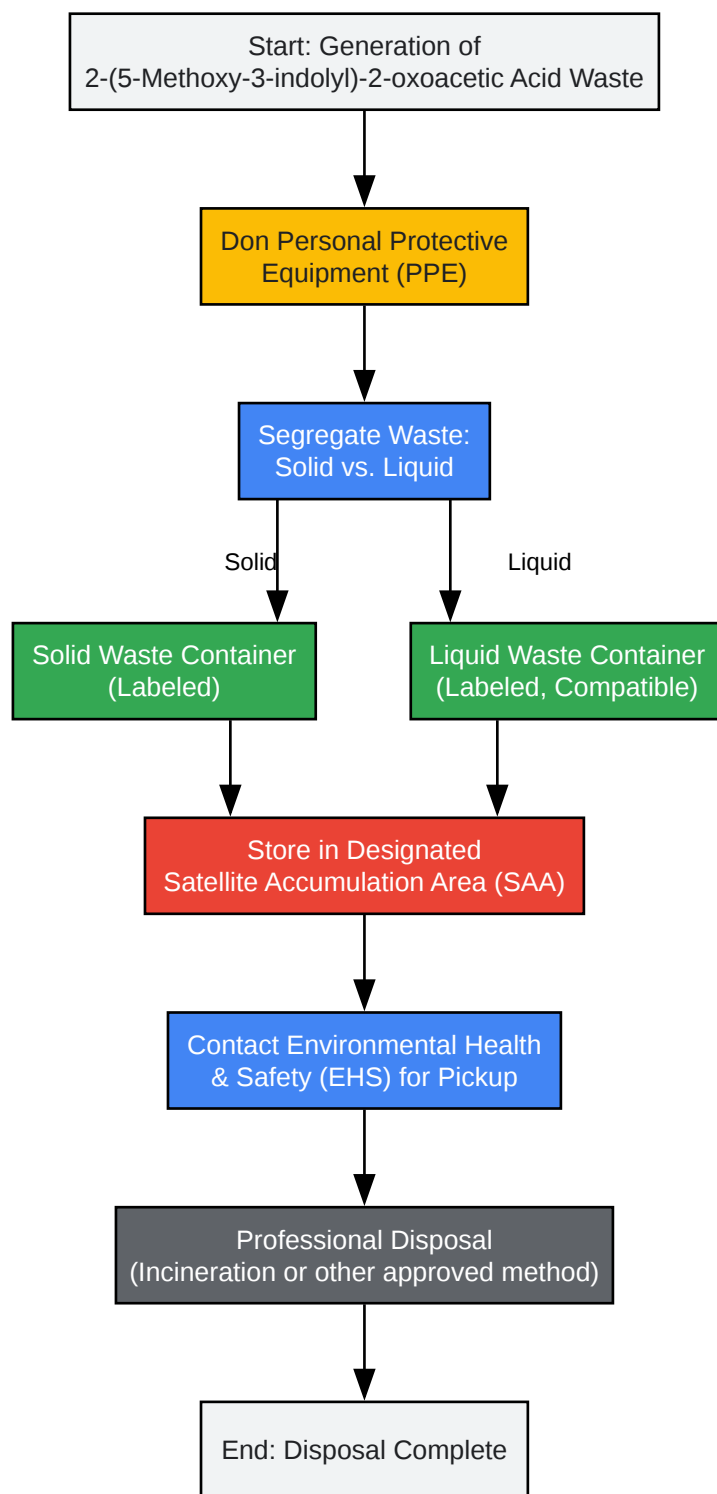 Start: Generation of
2-(5-Methoxy-3-indolyl)-2-oxoacetic Acid Waste
Don Personal Protective
Equipment (PPE)
Segregate Waste:
Solid vs. Liquid
Solid
Liquid
Solid Waste Container
(Labeled)
Liquid Waste Container
(Labeled, Compatible)
Store in Designated
Satellite Accumulation Area (SAA)
Contact Environmental Health
& Safety (EHS) for Pickup
Professional Disposal
(Incineration or other approved method)
End: Disposal Complete